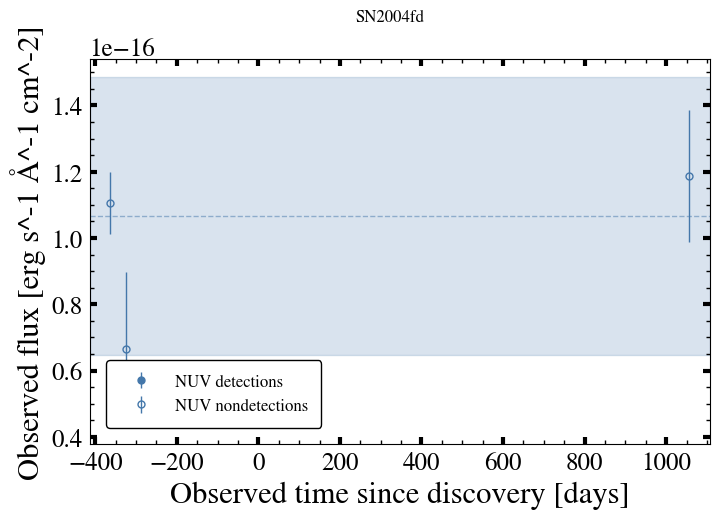 SN2004fd
1e−16
1.4
1.2
1.0
0.8
0.6
0.4
Observed flux [erg s^-1 Å^-1 cm^-2]
NUV detections
NUV nondetections
−400 −200 0 200 400 600 800 1000
Observed time since discovery [days]